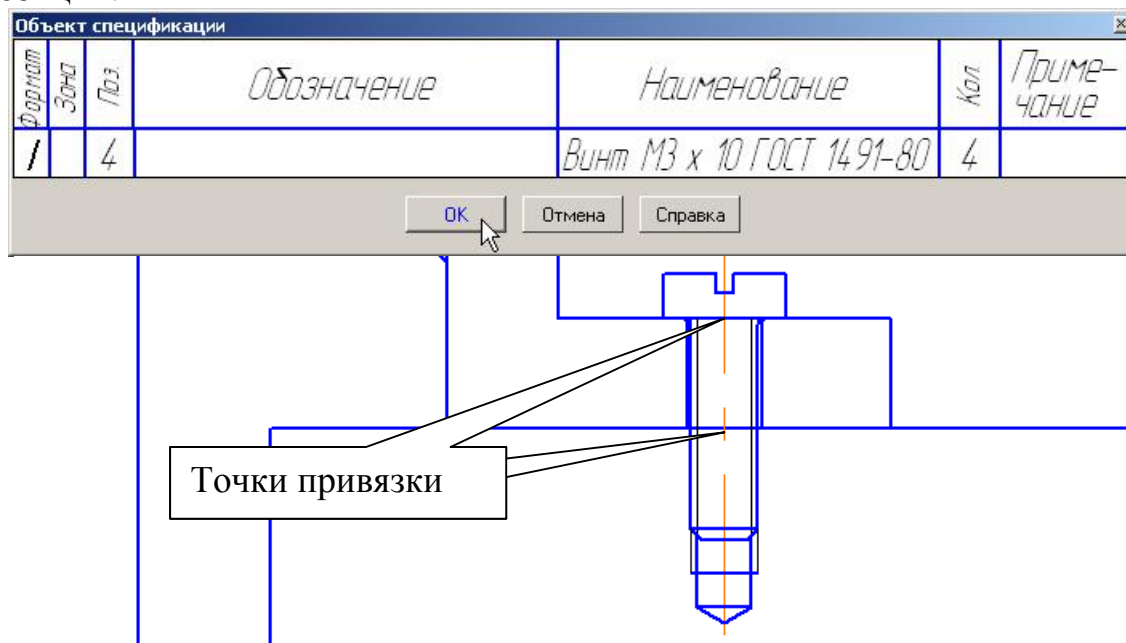 Объект спецификации
Формат Зона Поз. Обозначение Наименование Кол. Приме-
чание
/ 4 Винт М3 х 10 ГОСТ 1491-80 4
ОК Отмена Справка
Точки привязки